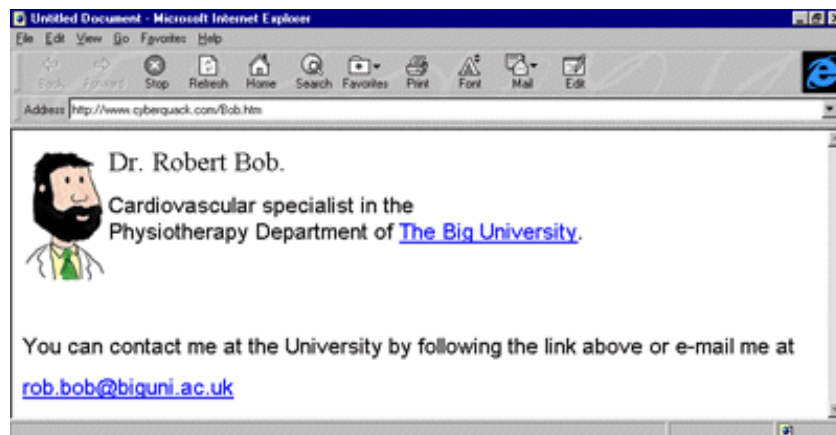 Untitled Document - Microsoft Internet Explorer
File Edit View Go Favorites Help
Back Forward Stop Refresh Home Search Favorites Print Font Mail Edit
Address http://www.cyberquack.com/Bob.htm
Dr. Robert Bob.
Cardiovascular specialist in the
Physiotherapy Department of The Big University.
You can contact me at the University by following the link above or e-mail me at
rob.bob@biguni.ac.uk